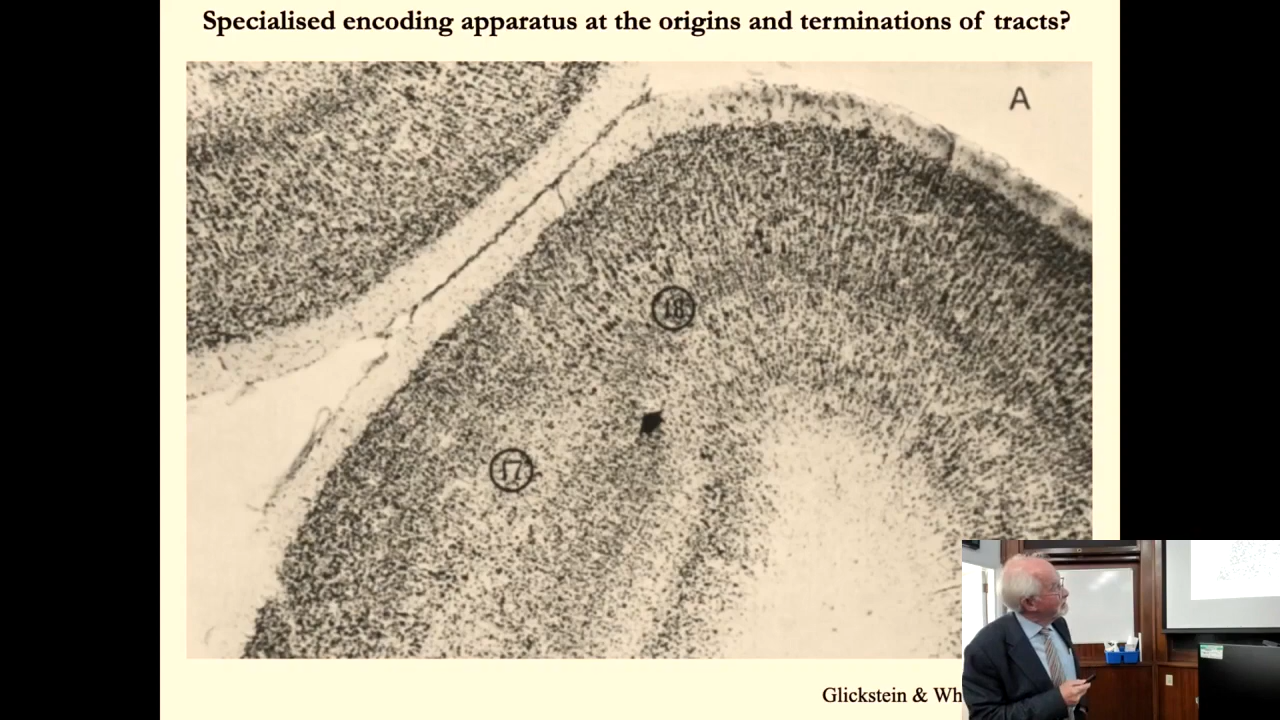 Specialised encoding apparatus at the origins and terminations of tracts?
A
18
17
Glickstein & Wh